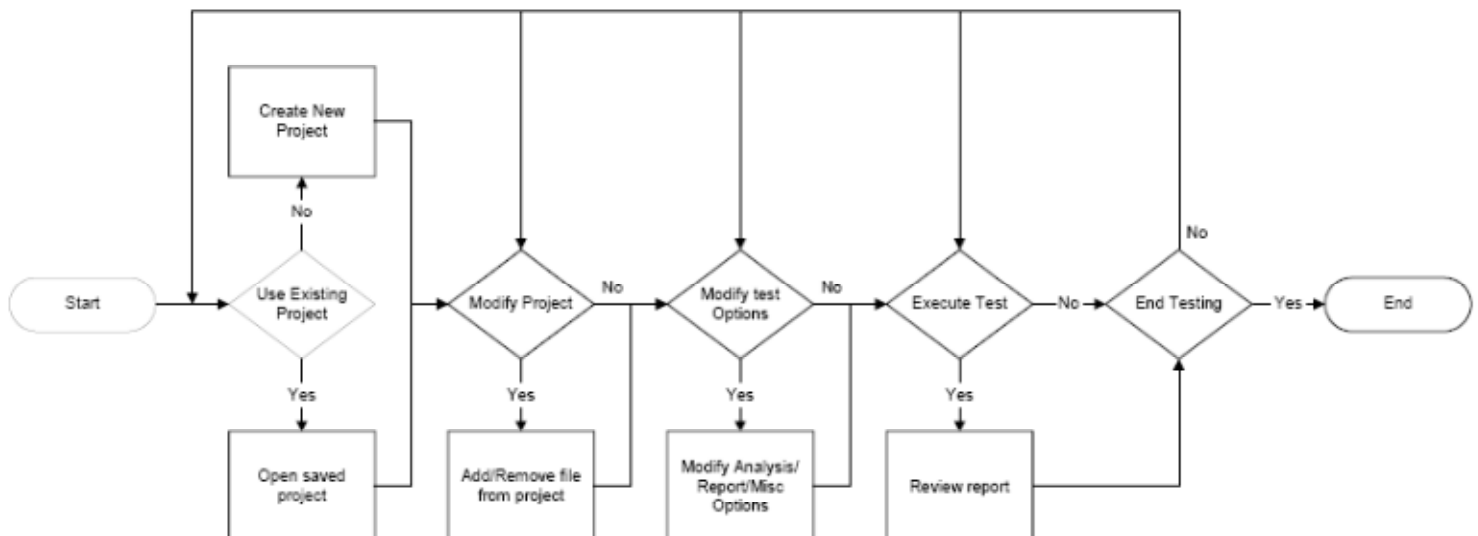 Create New
Project
No
Start
Use Existing
Project
Yes
Open saved
project
Modify Project
No
Yes
Add/Remove file
from project
Modify test
Options
No
Yes
Modify Analysis/
Report/Misc
Options
Execute Test
No
Yes
Review report
No
End Testing
Yes
End